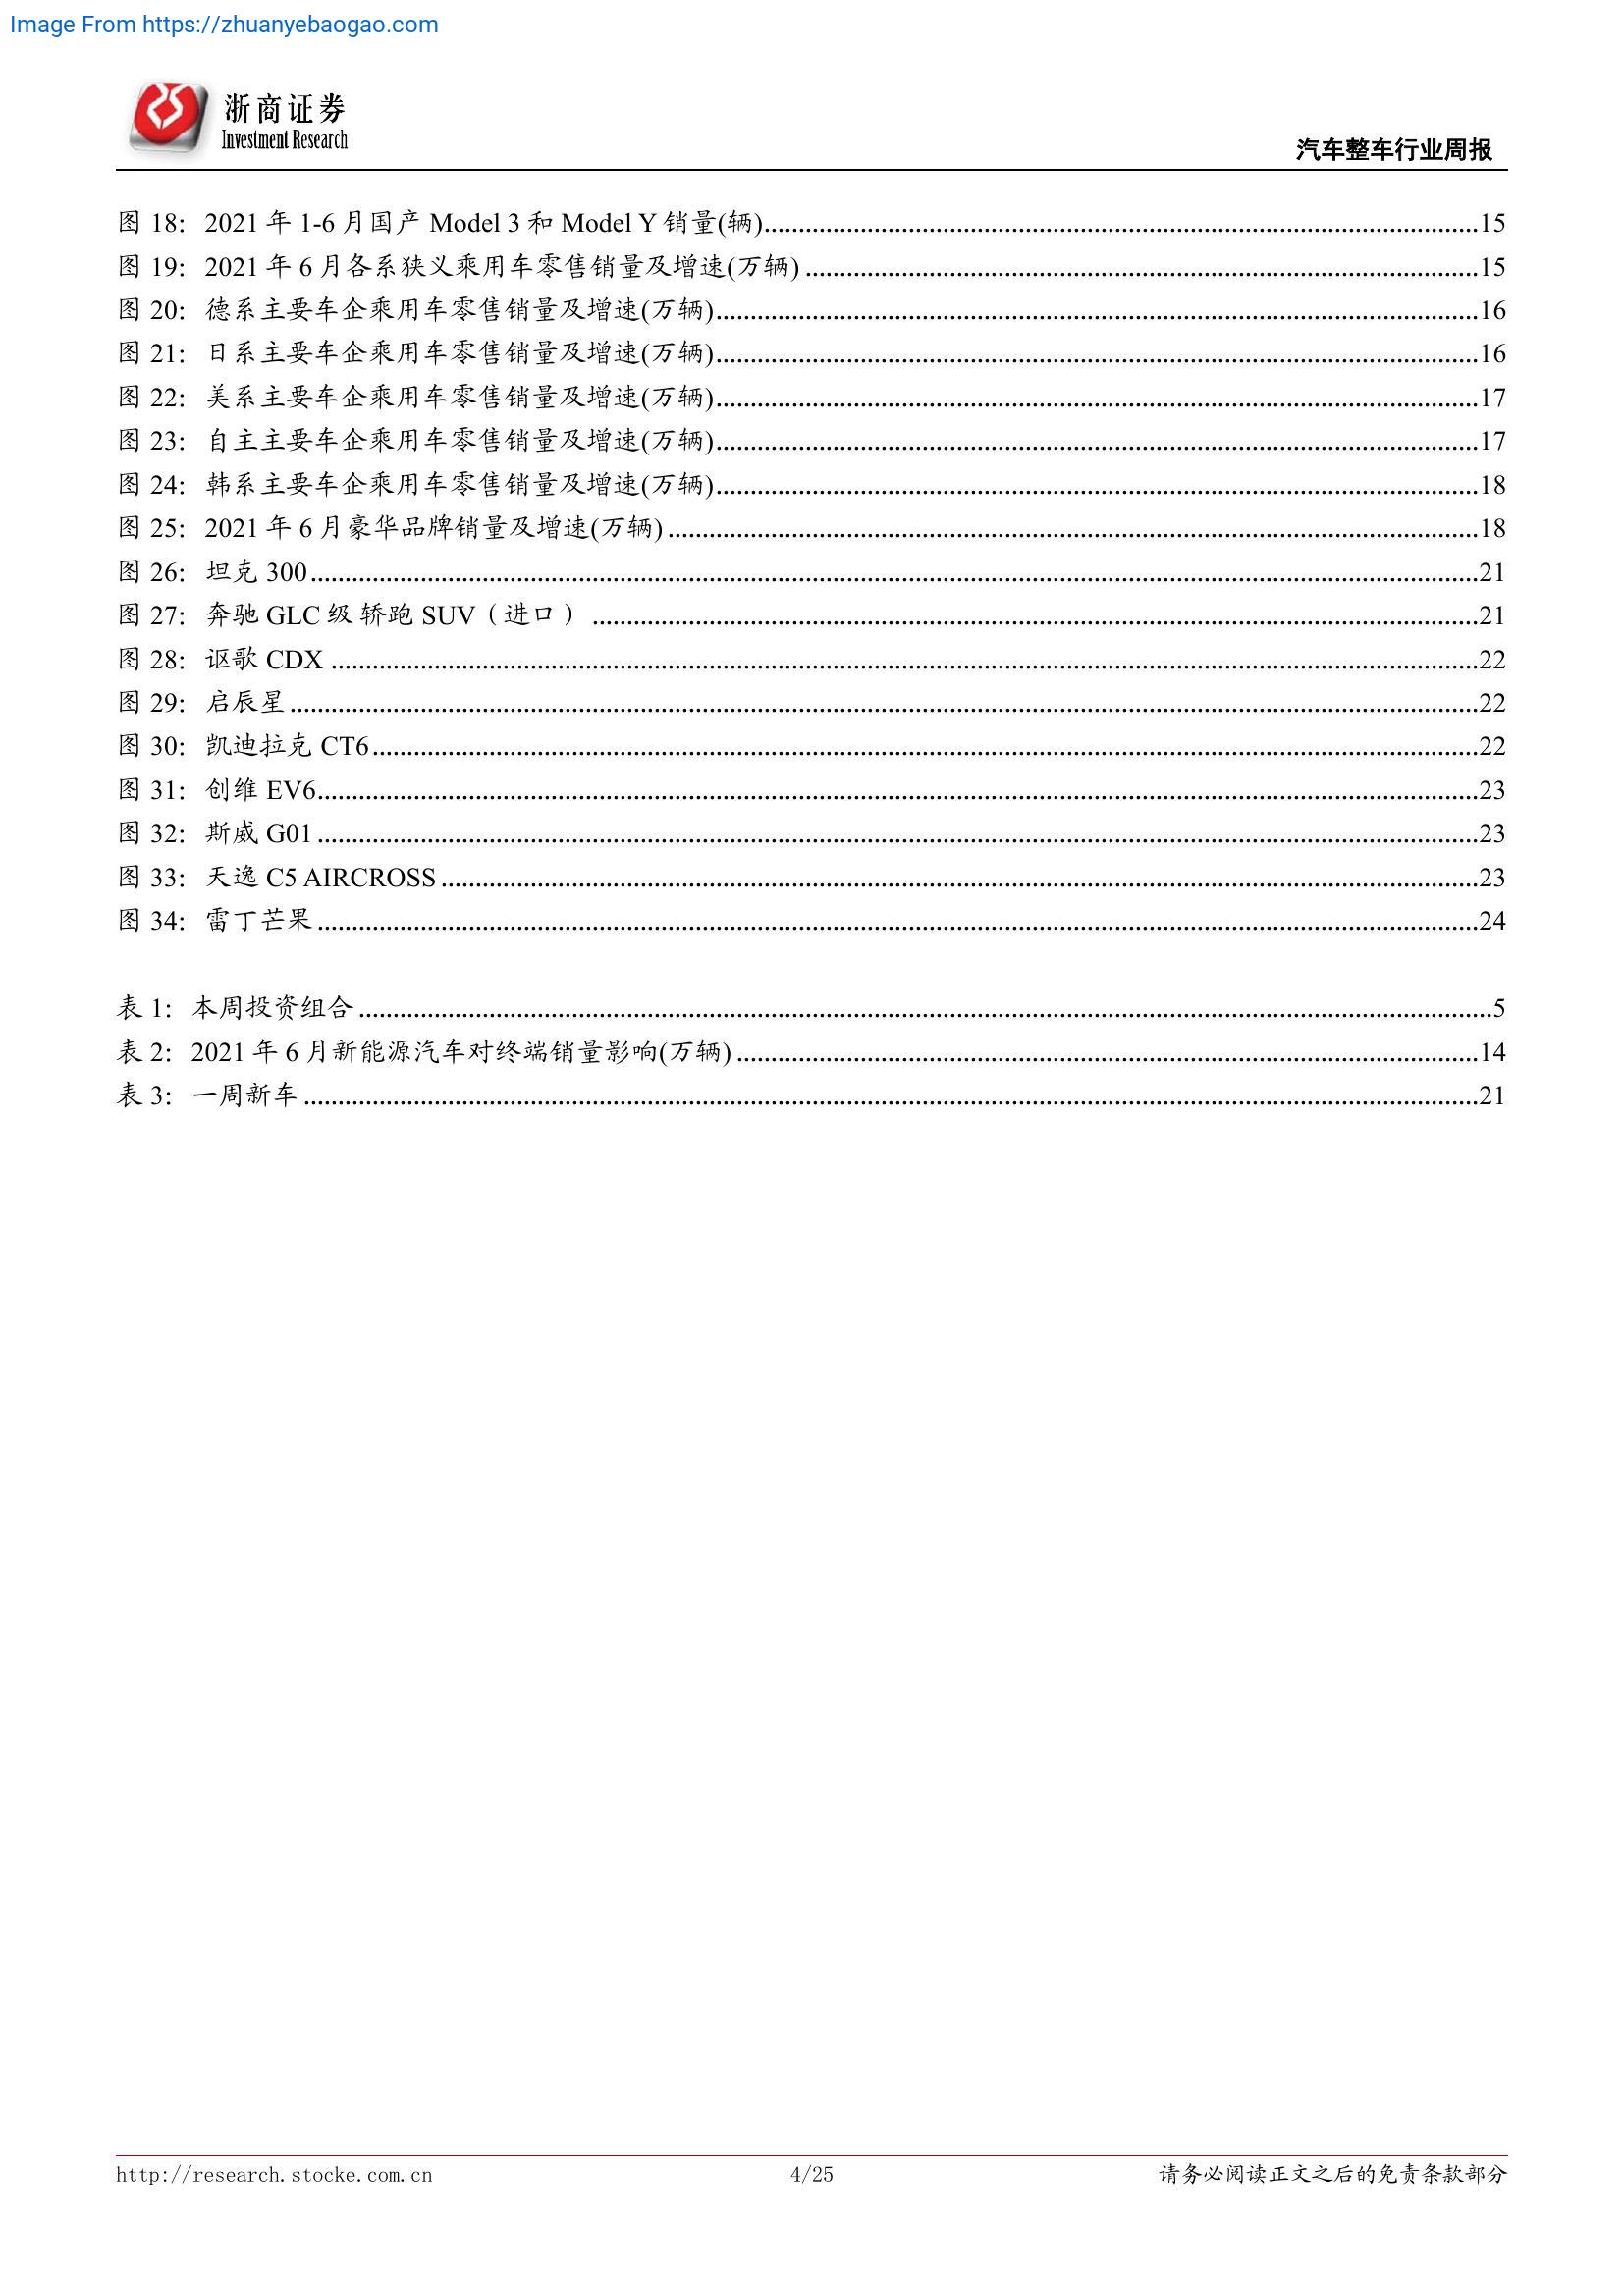 Image From https://zhuanyebaogao.com
浙商证券
Investment Research
汽车整车行业周报
图 18: 2021 年 1-6 月国产 Model 3 和 Model Y 销量(辆)...............15
图 19: 2021 年 6 月各系狭义乘用车零售销量及增速(万辆)...............15
图 20: 德系主要车企乘用车零售销量及增速(万辆)...............16
图 21: 日系主要车企乘用车零售销量及增速(万辆)...............16
图 22: 美系主要车企乘用车零售销量及增速(万辆)...............17
图 23: 自主主要车企乘用车零售销量及增速(万辆)...............17
图 24: 韩系主要车企乘用车零售销量及增速(万辆)...............18
图 25: 2021 年 6 月豪华品牌销量及增速(万辆)...............18
图 26: 坦克 300...............21
图 27: 奔驰 GLC 级 轿跑 SUV（进口）...............21
图 28: 讴歌 CDX...............22
图 29: 启辰星...............22
图 30: 凯迪拉克 CT6...............22
图 31: 创维 EV6...............23
图 32: 斯威 G01...............23
图 33: 天逸 C5 AIRCROSS...............23
图 34: 雷丁芒果...............24
表 1: 本周投资组合...............5
表 2: 2021 年 6 月新能源汽车对终端销量影响(万辆)...............14
表 3: 一周新车...............21
http://research.stocke.com.cn
4/25
请务必阅读正文之后的免责条款部分